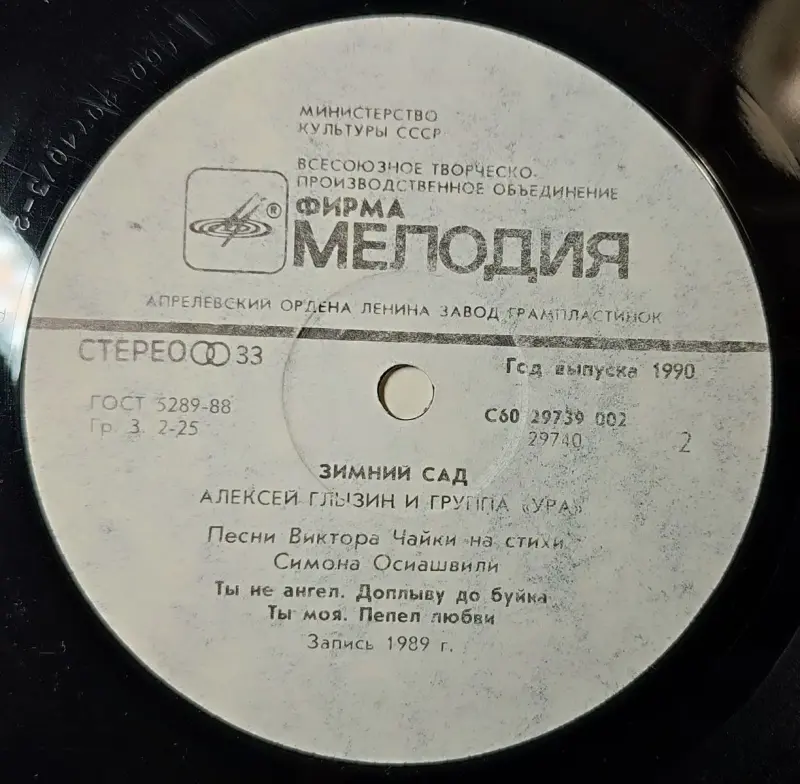 МИНИСТЕРСТВО
КУЛЬТУРЫ СССР
ВСЕСОЮЗНОЕ ТВОРЧЕСКО-
ПРОИЗВОДСТВЕННОЕ ОБЪЕДИНЕНИЕ
ФИРМА
®
МЕЛОДИЯ
АПРЕЛЕВСКИЙ ОРДЕНА ЛЕНИНА ЗАВОД ГРАМПЛАСТИНОК
СТЕРЕО 33
Год выпуска 1990
ГОСТ 5289-88
Гр. 3. 2-25
С60 29739 002
29740
2
ЗИМНИЙ САД
АЛЕКСЕЙ ГЛЫЗИН И ГРУППА «УРА»
Песни Виктора Чайки на стихи
Симона Осиашвили
Ты не ангел. Доплыву до буйка
Ты моя. Пепел любви
Запись 1989 г.